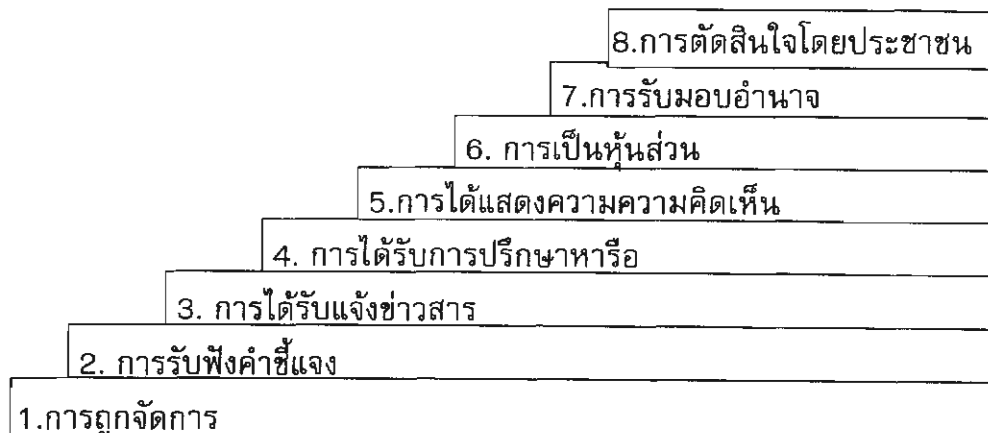 8.การตัดสินใจโดยประชาชน
7.การรับมอบอำนาจ
6. การเป็นหุ้นส่วน
5.การได้แสดงความความคิดเห็น
4. การได้รับการปรึกษาหารือ
3. การได้รับแจ้งข่าวสาร
2. การรับฟังคำชี้แจง
1.การถูกจัดการ